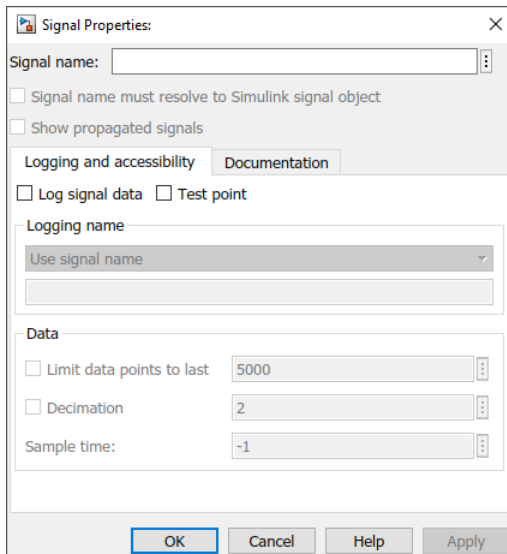 Signal Properties:
Signal name:
Signal name must resolve to Simulink signal object
Show propagated signals
Logging and accessibility Documentation
Log signal data Test point
Logging name
Use signal name
Data
Limit data points to last 5000
Decimation 2
Sample time: -1
OK Cancel Help Apply